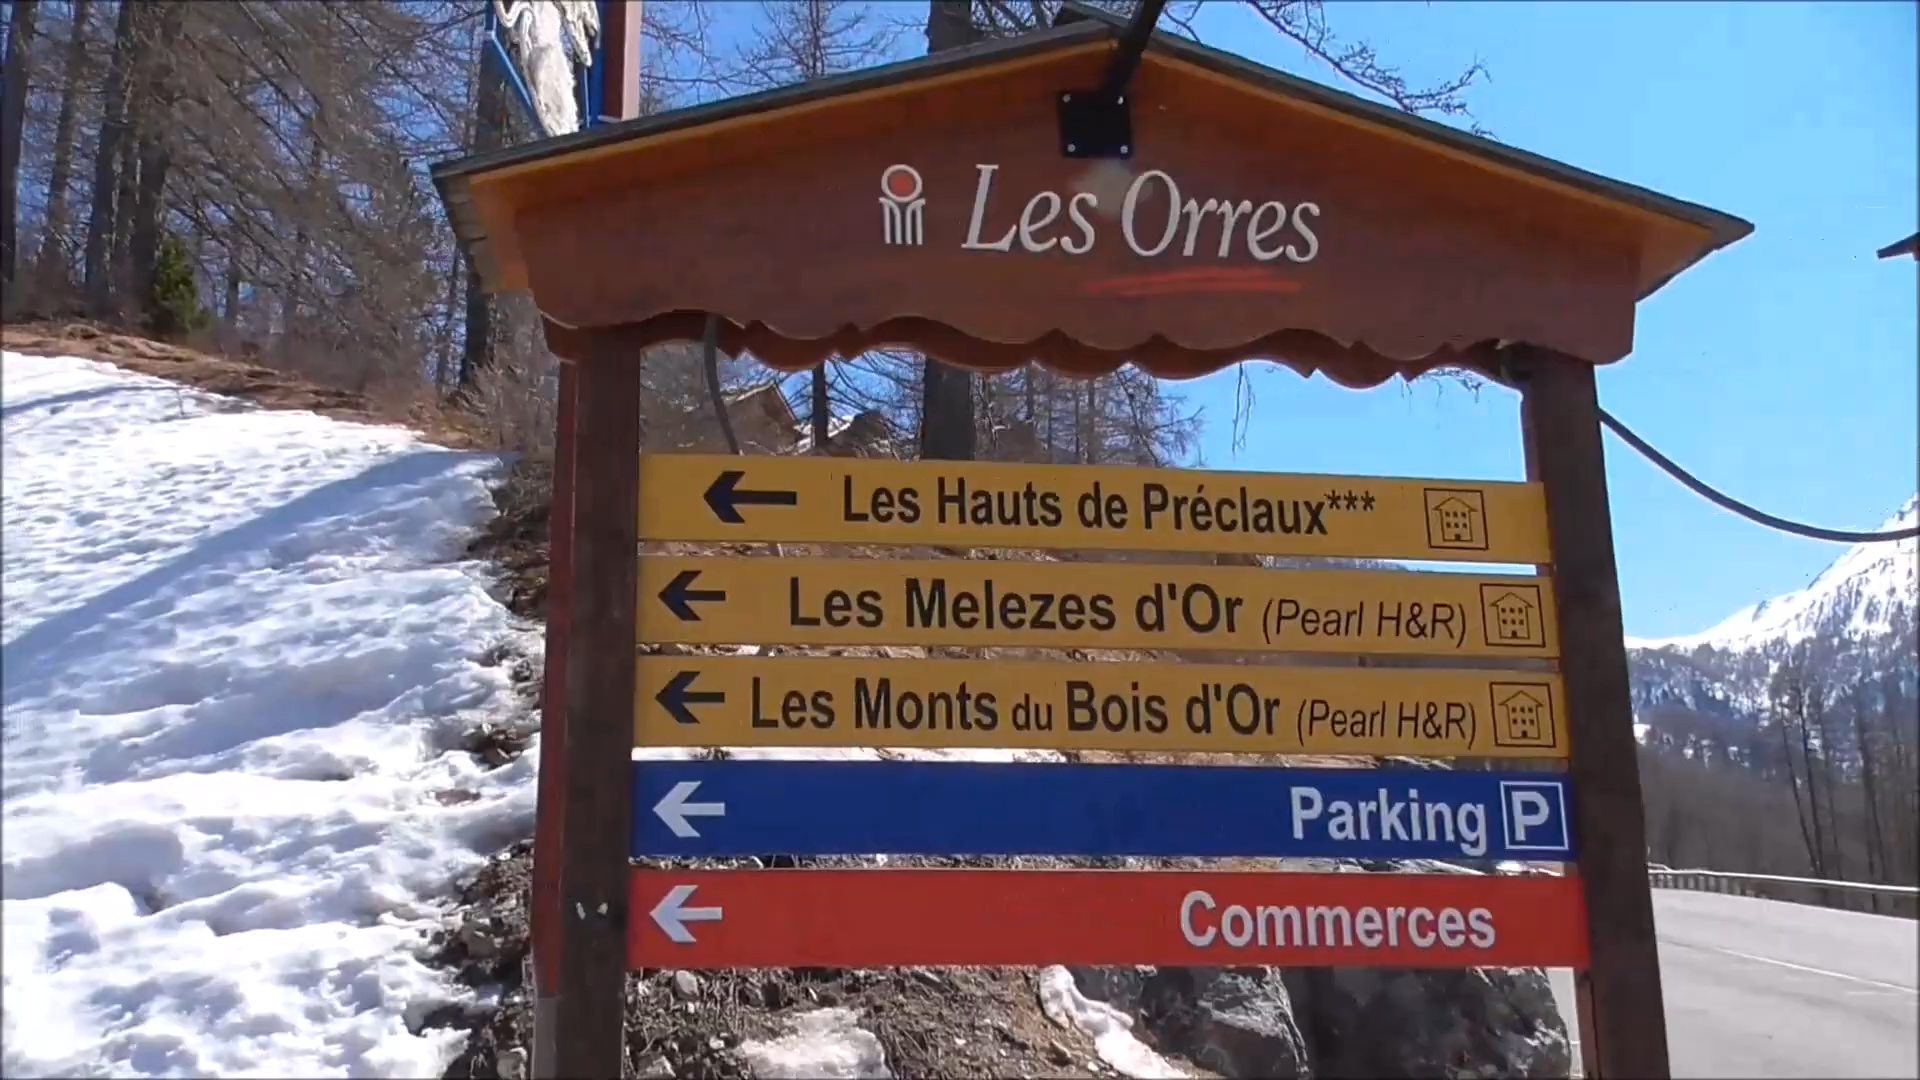 Les Orres
Les Hauts de Préclaux***
Les Melezes d'Or (Pearl H&R)
Les Monts du Bois d'Or (Pearl H&R)
Parking P
Commerces